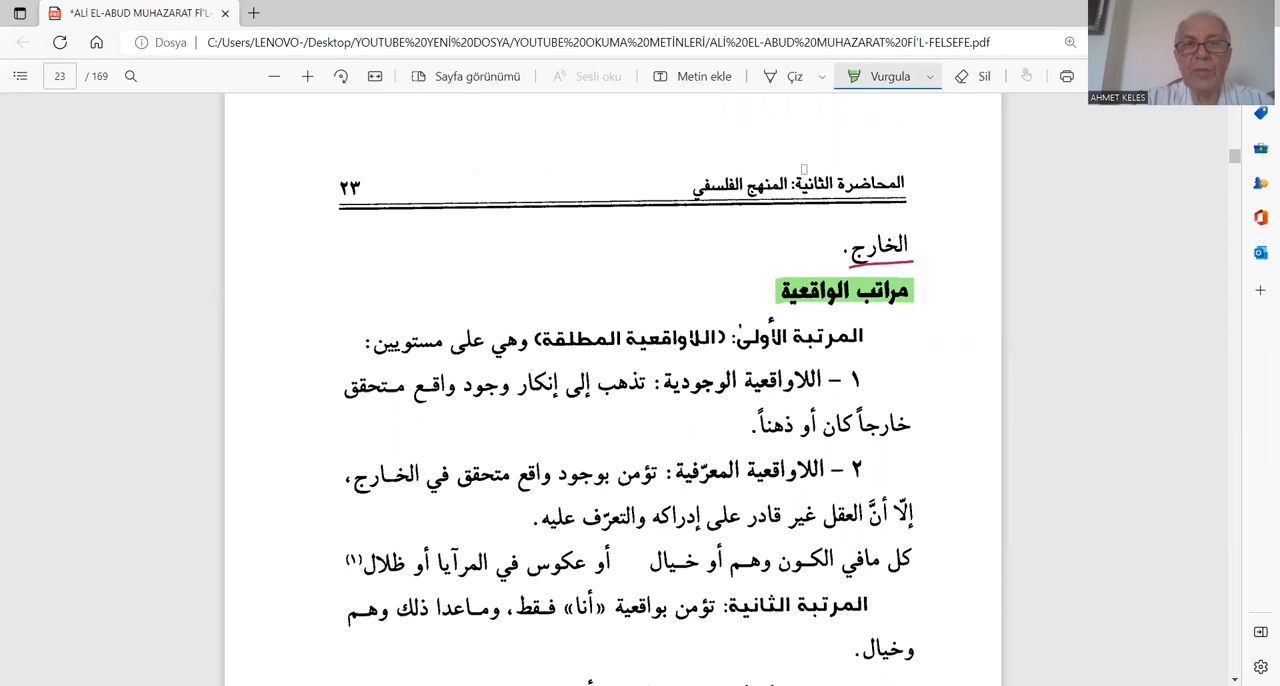 *ALİ EL-ABUD MUHAZARAT Fİ'L-
Dosya
C:/Users/LENOVO-/Desktop/YOUTUBE%20YENİ%20DOSYA/YOUTUBE%20OKUMA%20METİNLERİ/ALİ%20EL-ABUD%20MUHAZARAT%20Fİ'L-FELSEFE.pdf
23 / 169
Sayfa görünümü
Sesli oku
Metin ekle
Çiz
Vurgula
Sil
AHMET KELES
المحاضرة الثانية: المنهج الفلسفي ٢٣
الخارج.
مراتب الواقعية
المرتبة الأولىٰ: (اللاواقعية المطلقة) وهي على مستويين:
١ - اللاواقعية الوجودية: تذهب إلى إنكار وجود واقع متحقق
خارجاً كان أو ذهناً.
٢ - اللاواقعية المعرّفية: تؤمن بوجود واقع متحقق في الخارج،
إلّا أنَّ العقل غير قادر على إدراكه والتعرّف عليه.
كل مافي الكون وهم أو خيال أو عكوس في المرآيا أو ظلال(١)
المرتبة الثانية: تؤمن بواقعية «أنا» فقط، وماعدا ذلك وهم
وخيال.